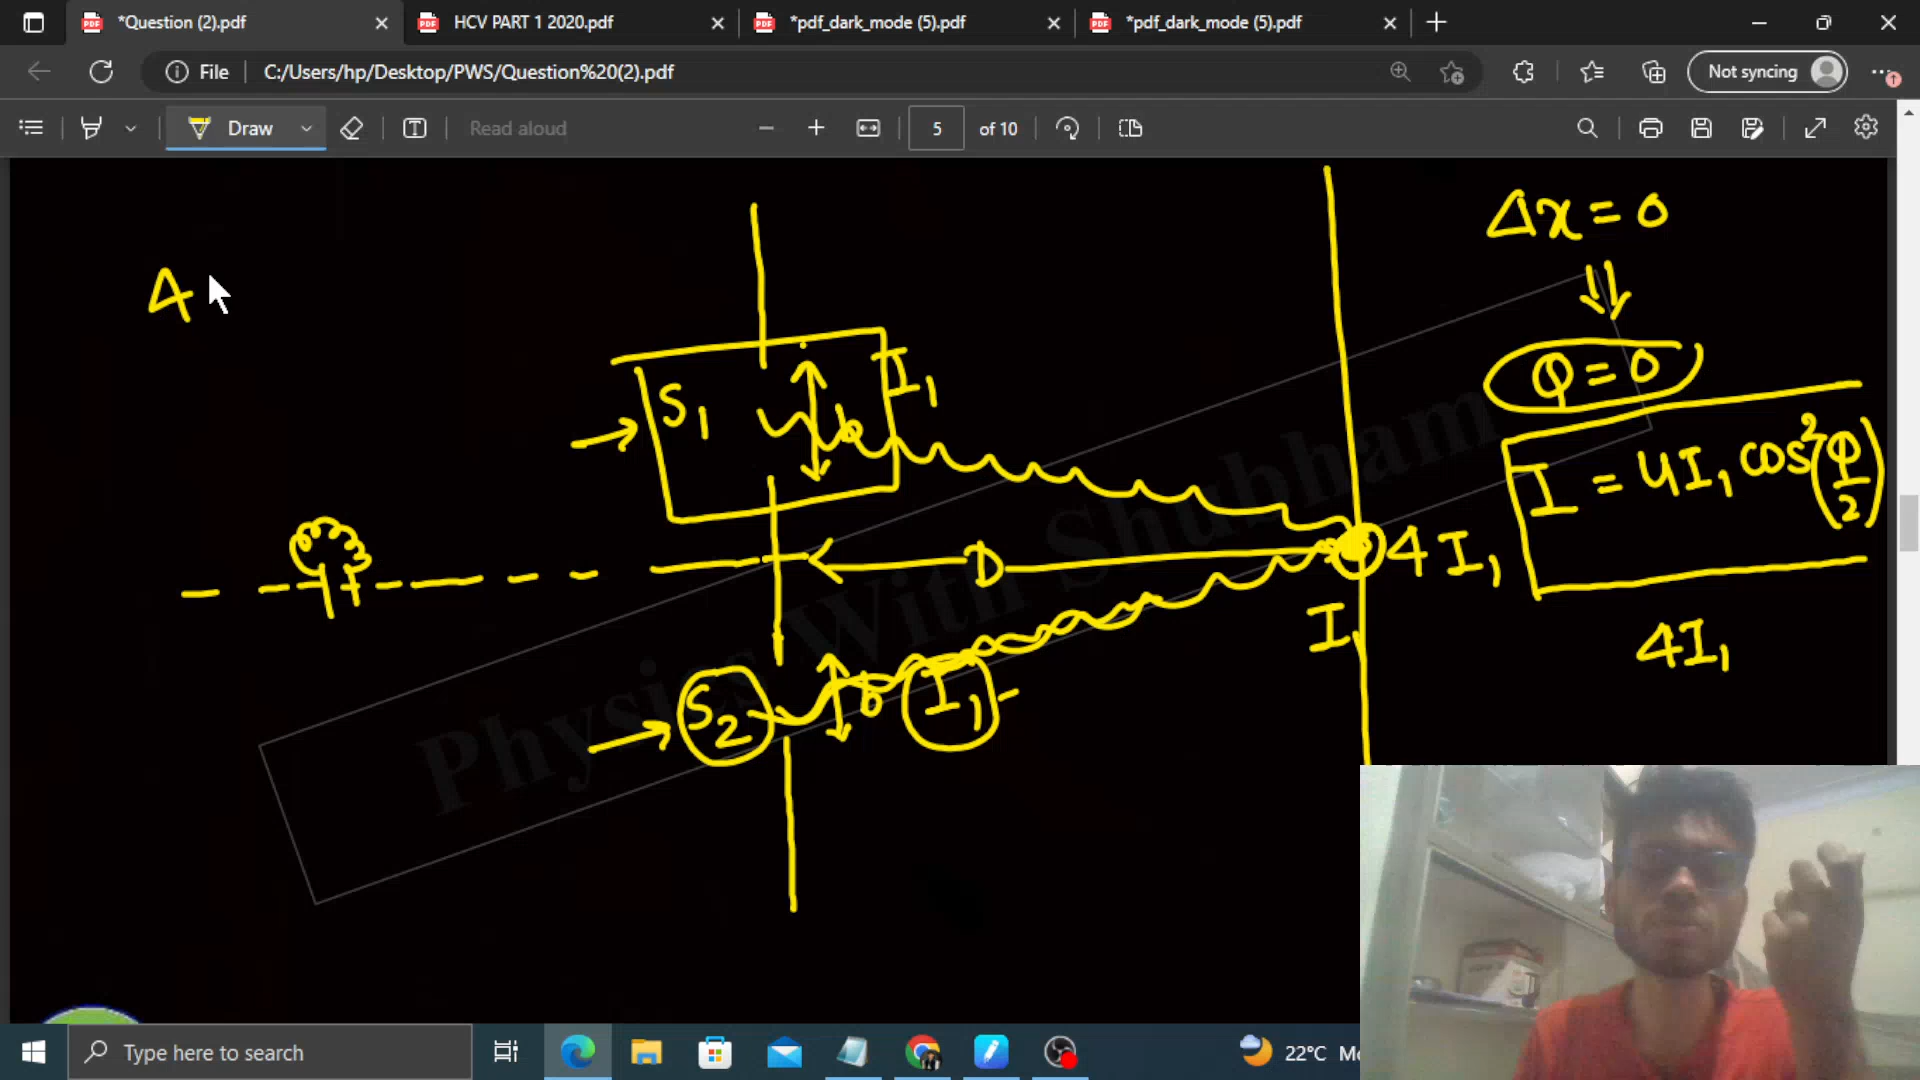 *Question (2).pdf
HCV PART 1 2020.pdf
*pdf_dark_mode (5).pdf
*pdf_dark_mode (5).pdf
File
C:/Users/hp/Desktop/PWS/Question%20(2).pdf
Not syncing
Draw
Read aloud
5 of 10
Δx = 0
⇓
φ = 0
I = 4I₁ cos²(φ/2)
4I₁
4
S₁
b
I₁
D
4I₁
I₁
S₂
b
I₁
Physics With Shubham
Type here to search
22°C